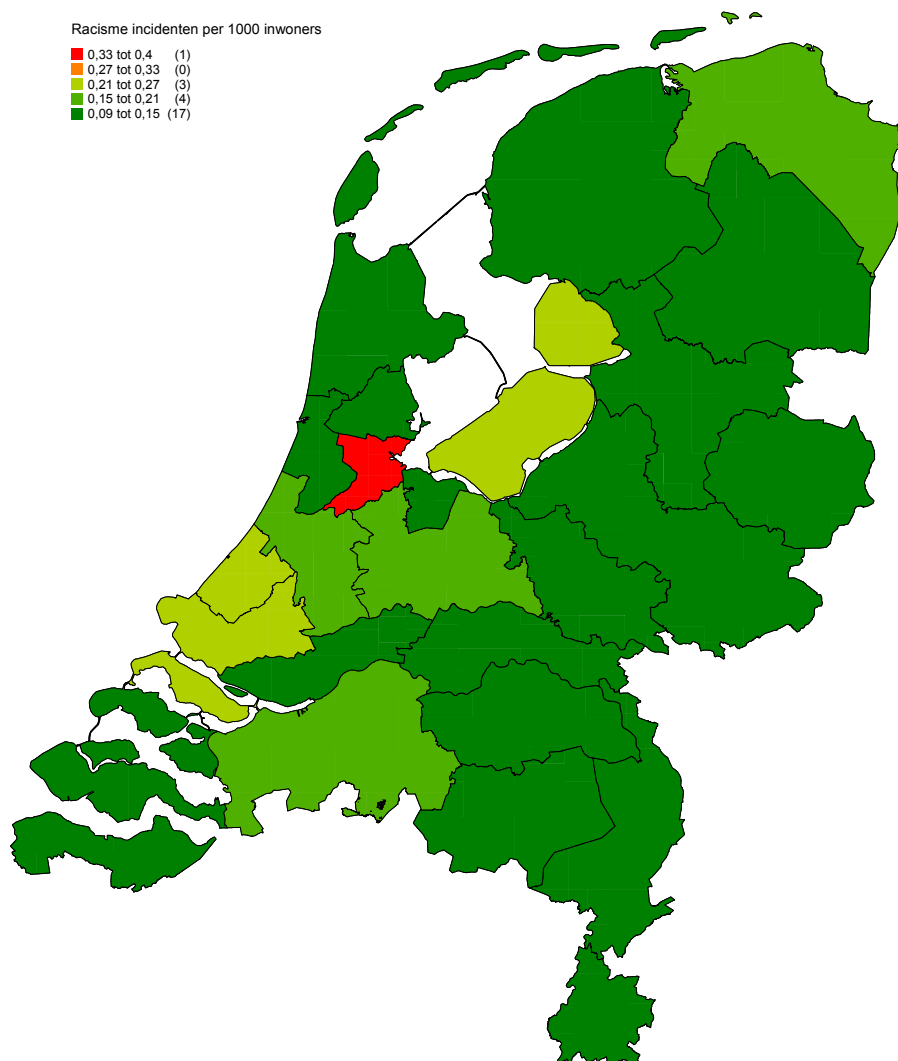 Racisme incidenten per 1000 inwoners
0,33 tot 0,4 (1)
0,27 tot 0,33 (0)
0,21 tot 0,27 (3)
0,15 tot 0,21 (4)
0,09 tot 0,15 (17)